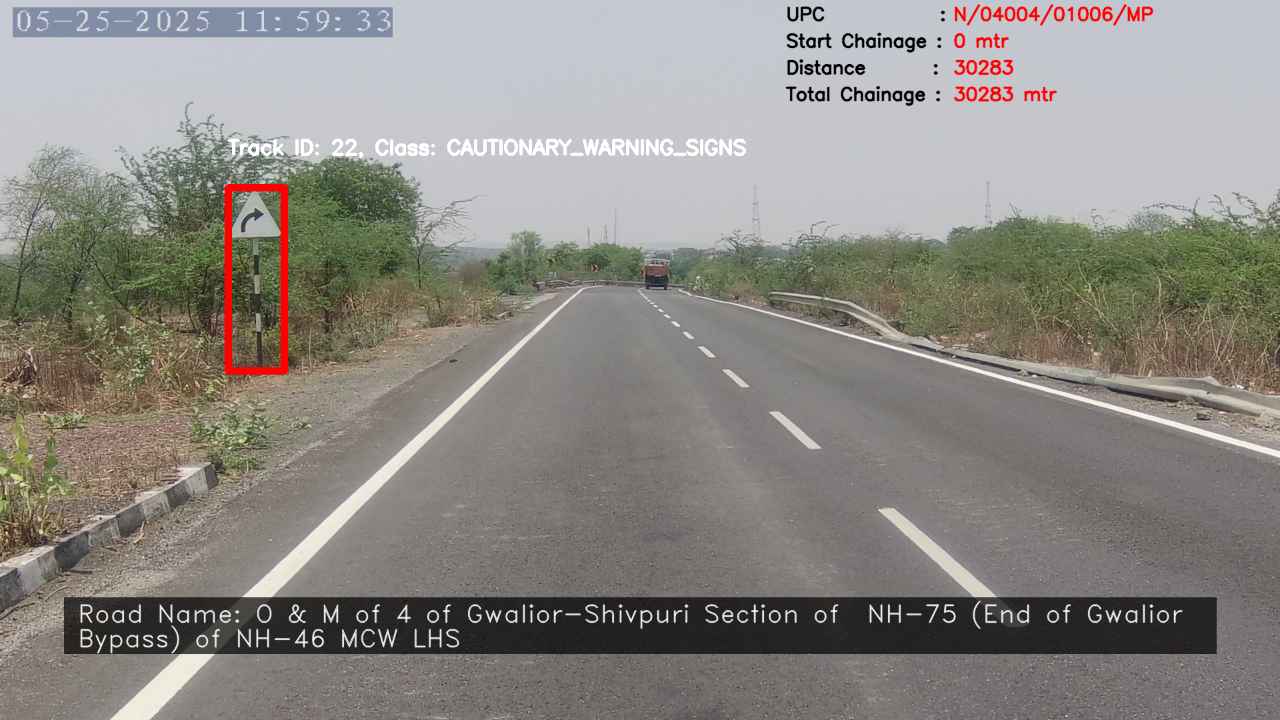 05-25-2025 11:59:33
UPC : N/04004/01006/MP
Start Chainage : 0 mtr
Distance : 30283
Total Chainage : 30283 mtr
Track ID: 22, Class: CAUTIONARY_WARNING_SIGNS
Road Name: O & M of 4 of Gwalior-Shivpuri Section of NH-75 (End of Gwalior
Bypass) of NH-46 MCW LHS